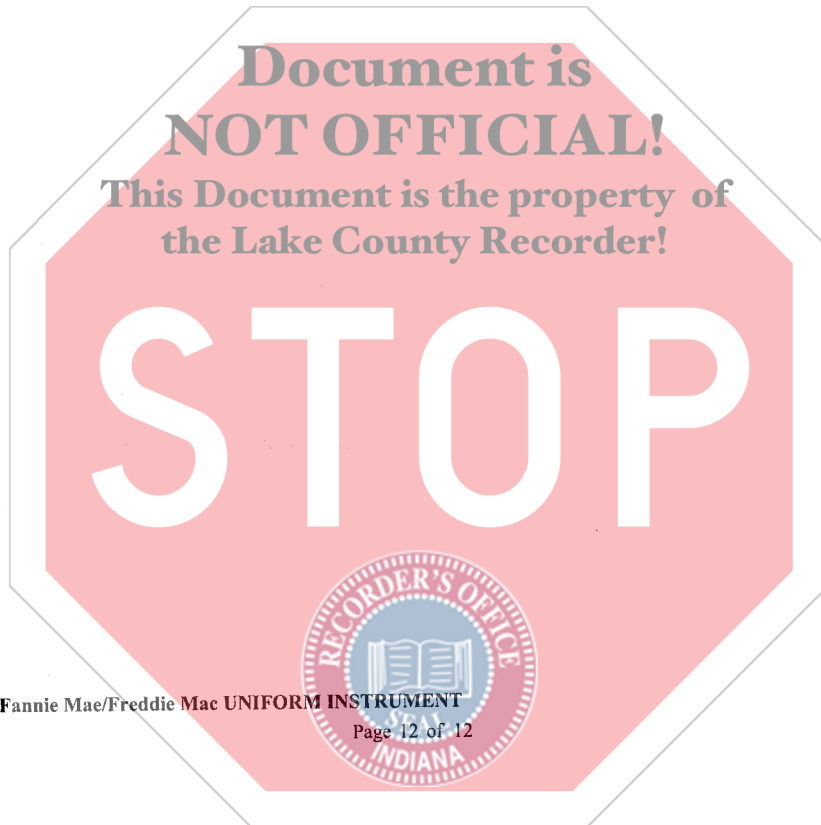 Document is
NOT OFFICIAL!
This Document is the property of
the Lake County Recorder!
STOP
RECORDER'S OFFICE
Fannie Mae/Freddie Mac UNIFORM INSTRUMENT
SEAL
Page 12 of 12
INDIANA